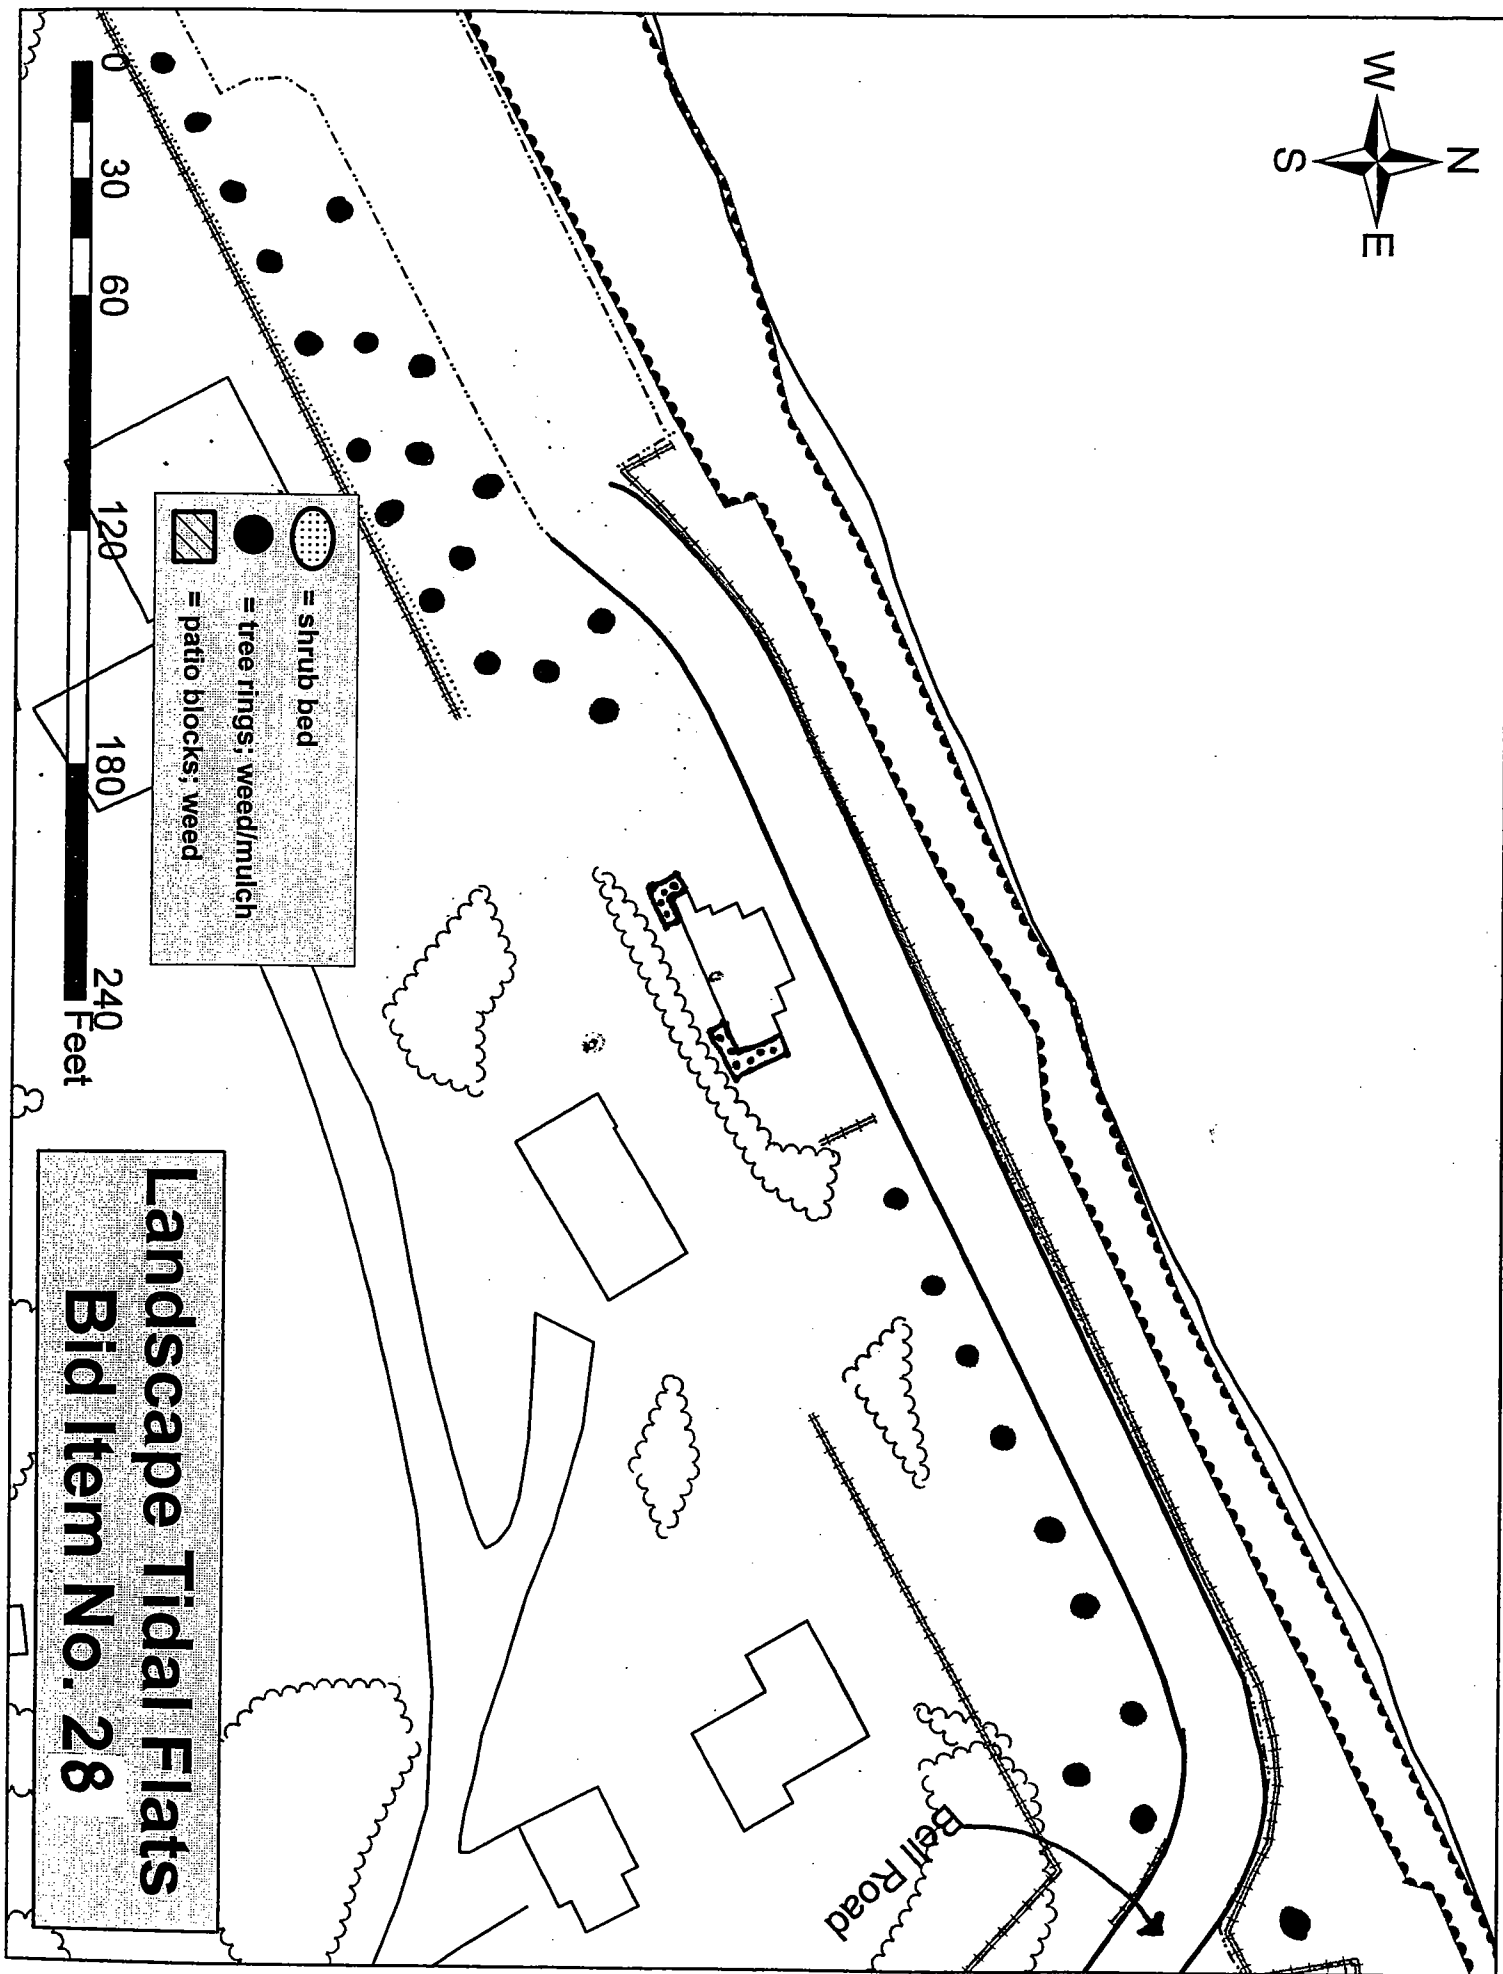 N
W
E
S
Bell Road
= shrub bed
= tree rings; weed/mulch
= patio blocks; weed
0 30 60 120 180 240
Feet
Landscape Tidal Flats
Bid Item No. 28